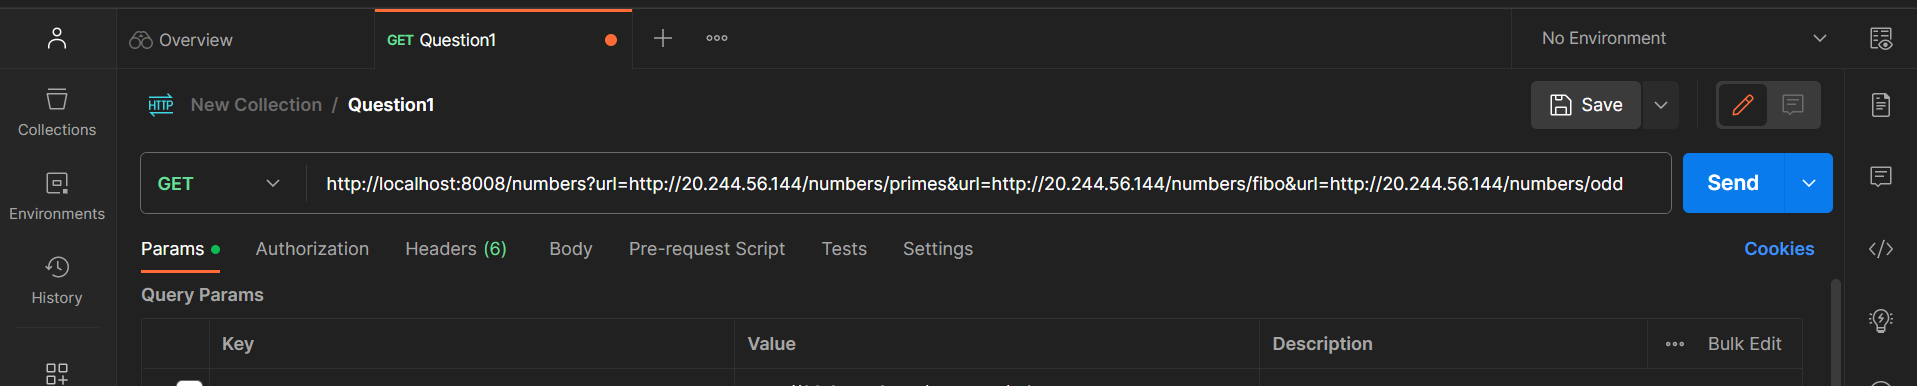 Overview
GET Question1
No Environment
New Collection / Question1
Save
Collections
GET
http://localhost:8008/numbers?url=http://20.244.56.144/numbers/primes&url=http://20.244.56.144/numbers/fibo&url=http://20.244.56.144/numbers/odd
Send
Environments
Params
Authorization
Headers (6)
Body
Pre-request Script
Tests
Settings
Cookies
History
Query Params
Key
Value
Description
Bulk Edit